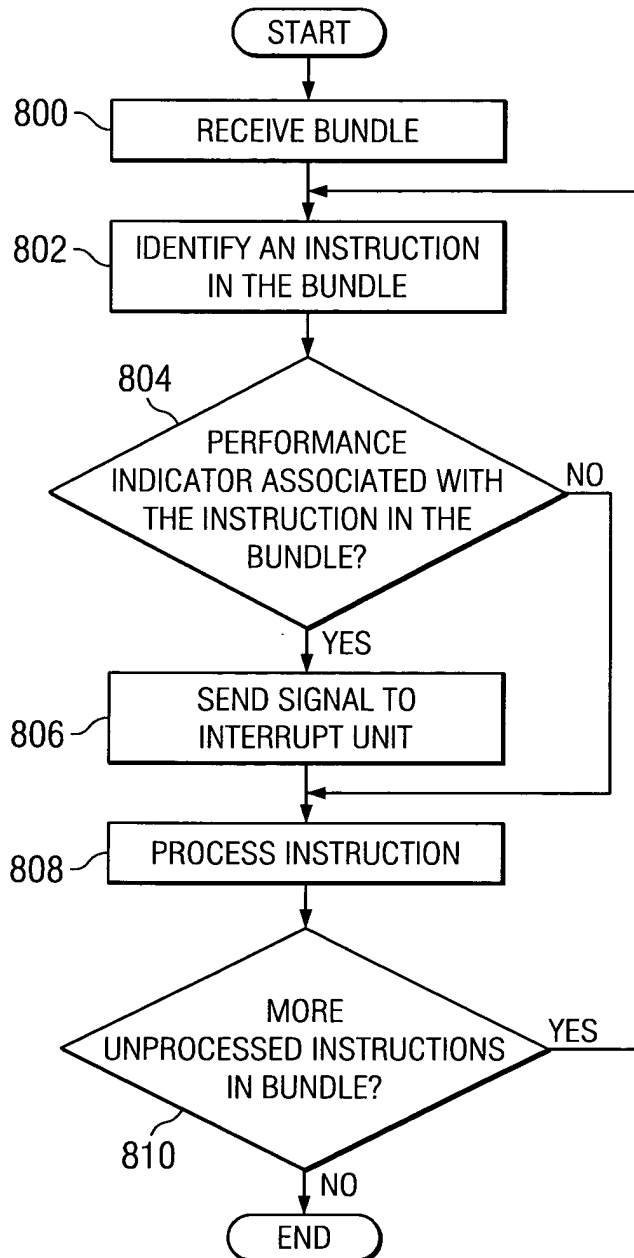 START
800
RECEIVE BUNDLE
802
IDENTIFY AN INSTRUCTION
IN THE BUNDLE
804
PERFORMANCE
INDICATOR ASSOCIATED WITH
THE INSTRUCTION IN THE
BUNDLE?
NO
YES
806
SEND SIGNAL TO
INTERRUPT UNIT
808
PROCESS INSTRUCTION
MORE
UNPROCESSED INSTRUCTIONS
IN BUNDLE?
YES
810
NO
END